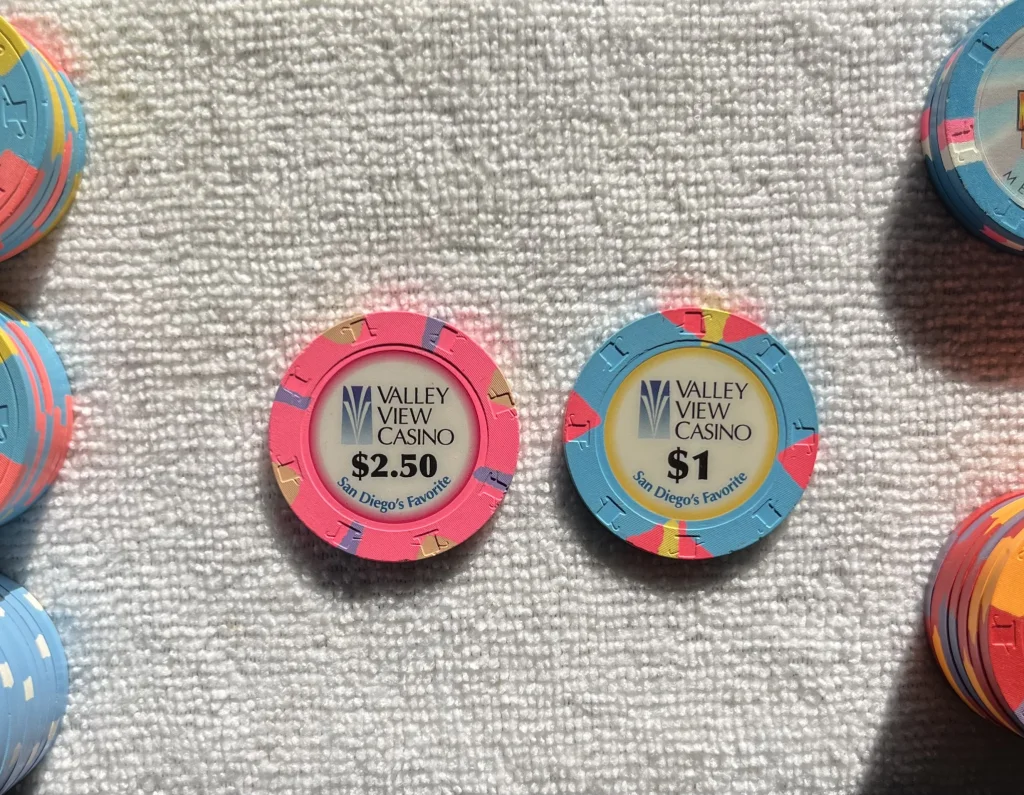 VALLEY
VIEW
CASINO
$2.50
San Diego's Favorite
VALLEY
VIEW
CASINO
$1
San Diego's Favorite